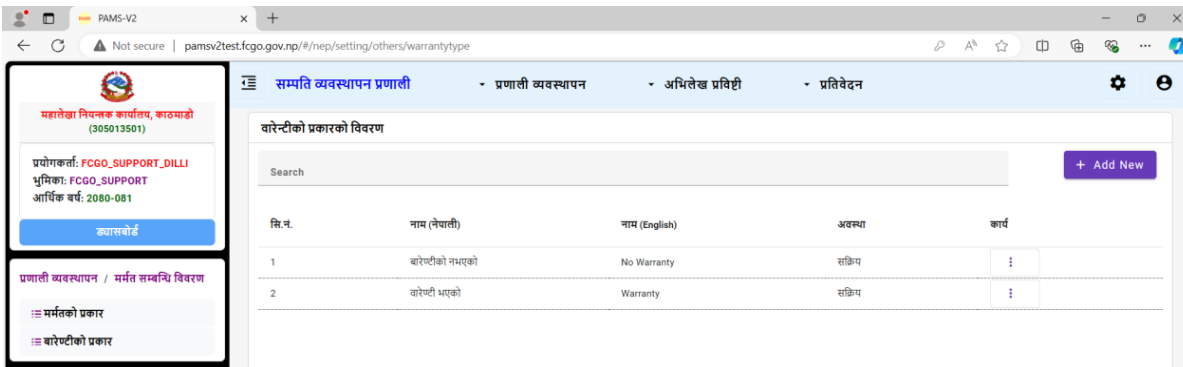 PAMS-V2
Not secure | pamsv2test.fcgo.gov.np/#/nep/setting/others/warrantytype
महालेखा नियन्त्रक कार्यालय, काठमाडो
(305013501)
प्रयोगकर्ता: FCGO_SUPPORT_DILLI
भुमिका: FCGO_SUPPORT
आर्थिक बर्ष: 2080-081
ड्यासबोर्ड
प्रणाली व्यवस्थापन / मर्मत सम्बन्धि विवरण
मर्मतको प्रकार
बारेण्टीको प्रकार
सम्पति व्यवस्थापन प्रणाली प्रणाली व्यवस्थापन अभिलेख प्रविष्टी प्रतिवेदन
वारेन्टीको प्रकारको विवरण
Search + Add New
सि.नं. नाम (नेपाली) नाम (English) अवस्था कार्य
1 बारेण्टीको नभएको No Warranty सक्रिय
2 वारेण्टी भएको Warranty सक्रिय